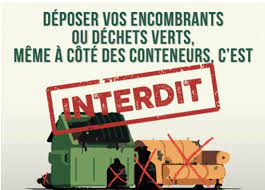 DÉPOSER VOS ENCOMBRANTS
OU DÉCHETS VERTS,
MÊME À CÔTÉ DES CONTENEURS, C'EST
INTERDIT